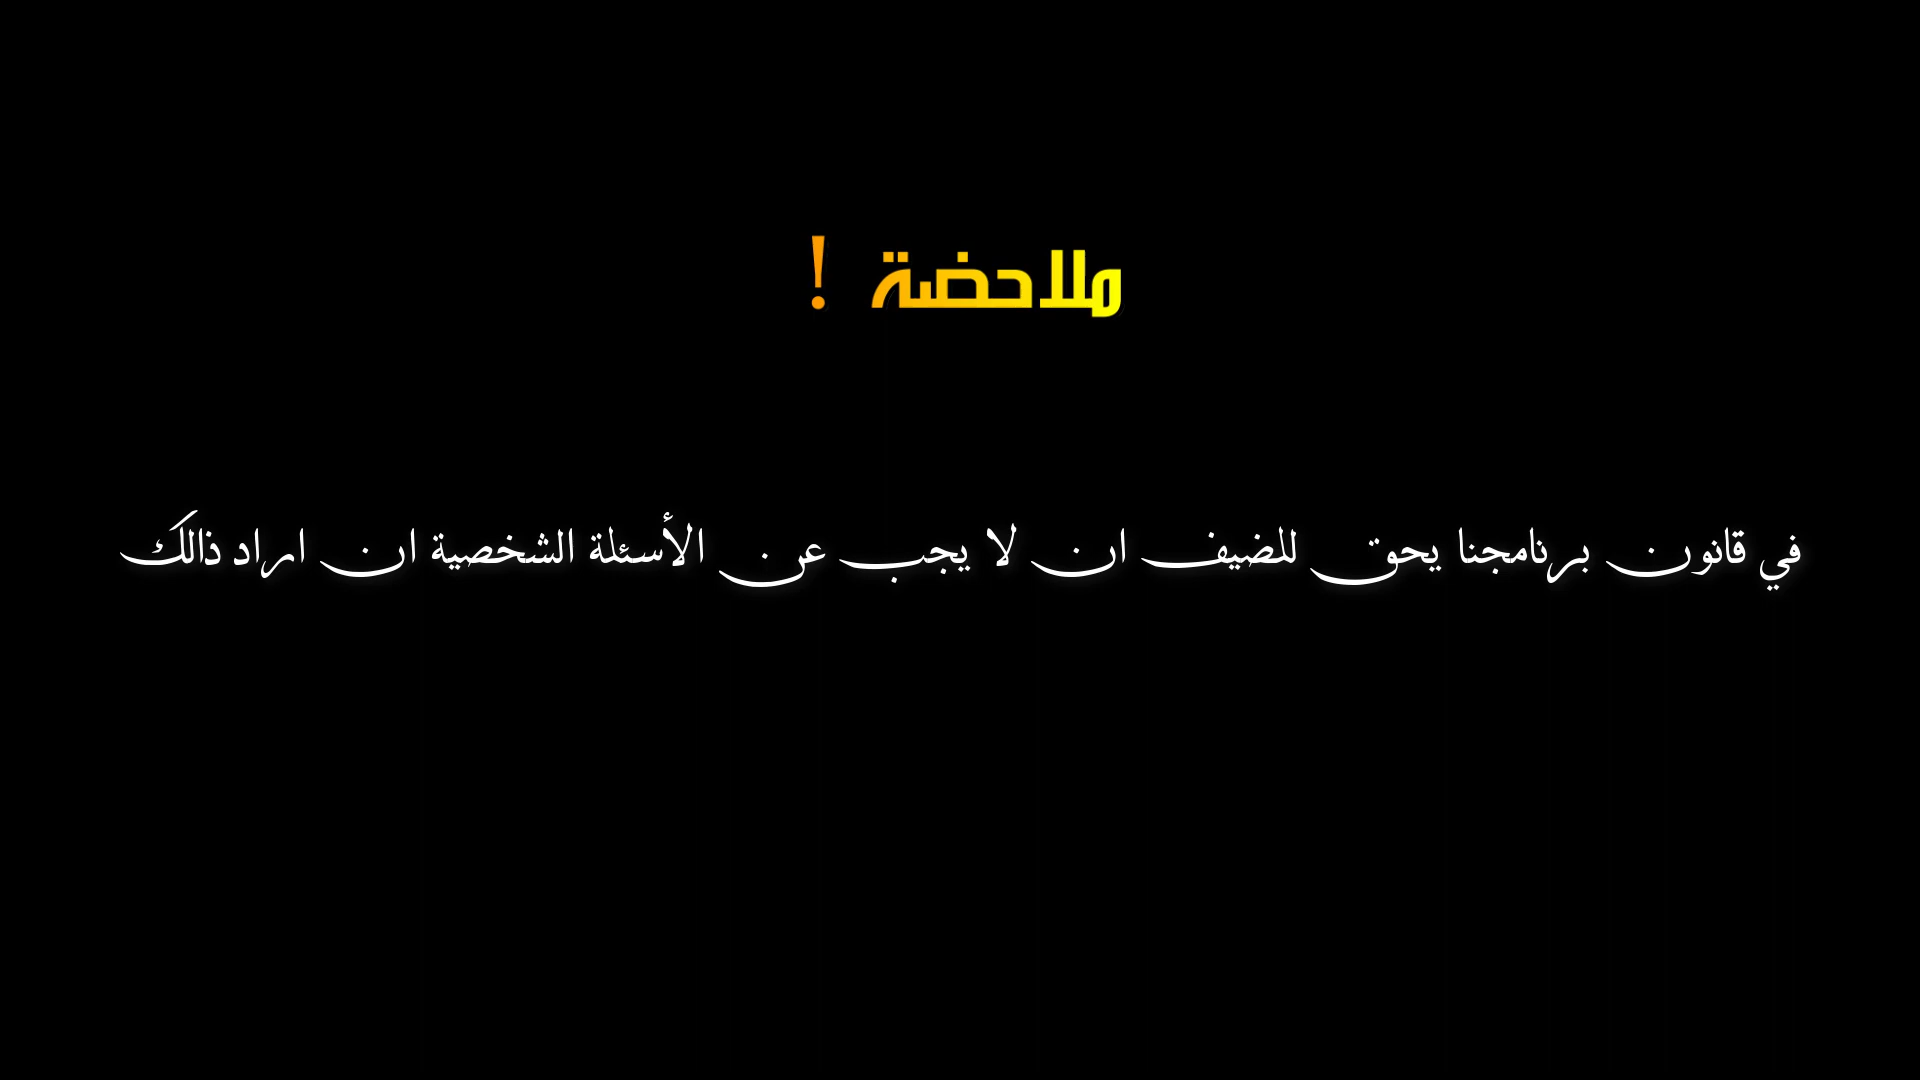 ملاحضة !
في قانون برنامجنا يحق للضيف ان لا يجب عن الأسئلة الشخصية ان اراد ذالك